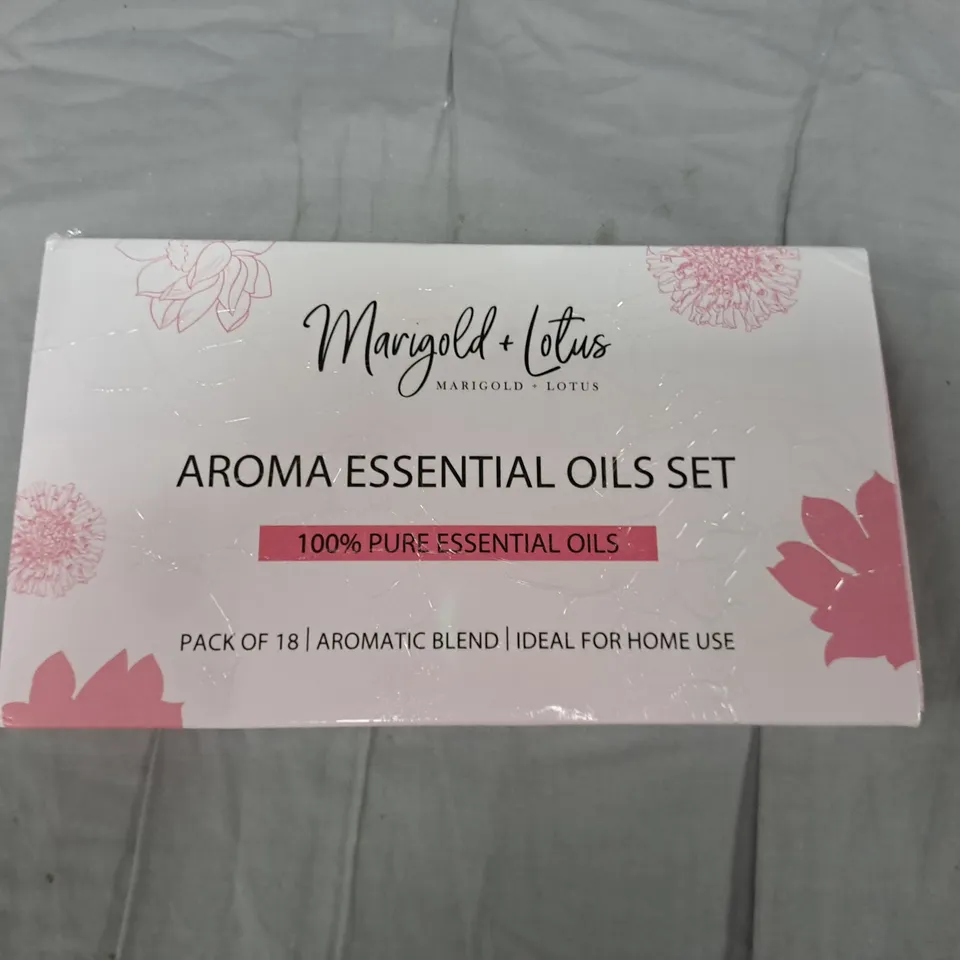 Marigold + Lotus
MARIGOLD + LOTUS
AROMA ESSENTIAL OILS SET
100% PURE ESSENTIAL OILS
PACK OF 18 | AROMATIC BLEND | IDEAL FOR HOME USE